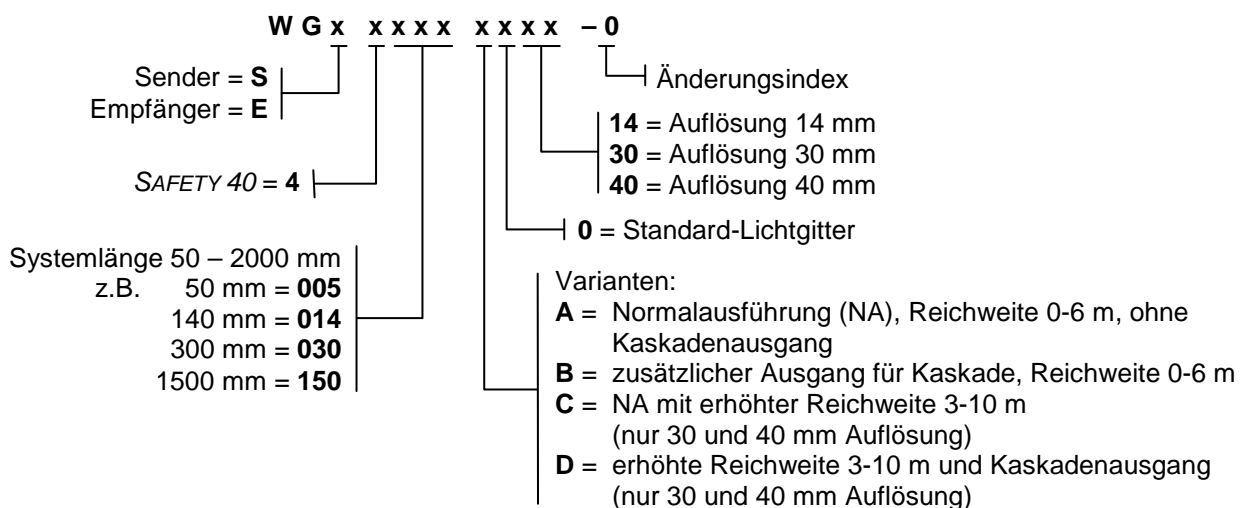 W G x x x x x x x x x – 0
Sender = S
Empfänger = E
Änderungsindex
14 = Auflösung 14 mm
30 = Auflösung 30 mm
40 = Auflösung 40 mm
SAFETY 40 = 4
0 = Standard-Lichtgitter
Systemlänge 50 – 2000 mm
z.B. 50 mm = 005
140 mm = 014
300 mm = 030
1500 mm = 150
Varianten:
A = Normalausführung (NA), Reichweite 0-6 m, ohne
Kaskadenausgang
B = zusätzlicher Ausgang für Kaskade, Reichweite 0-6 m
C = NA mit erhöhter Reichweite 3-10 m
(nur 30 und 40 mm Auflösung)
D = erhöhte Reichweite 3-10 m und Kaskadenausgang
(nur 30 und 40 mm Auflösung)